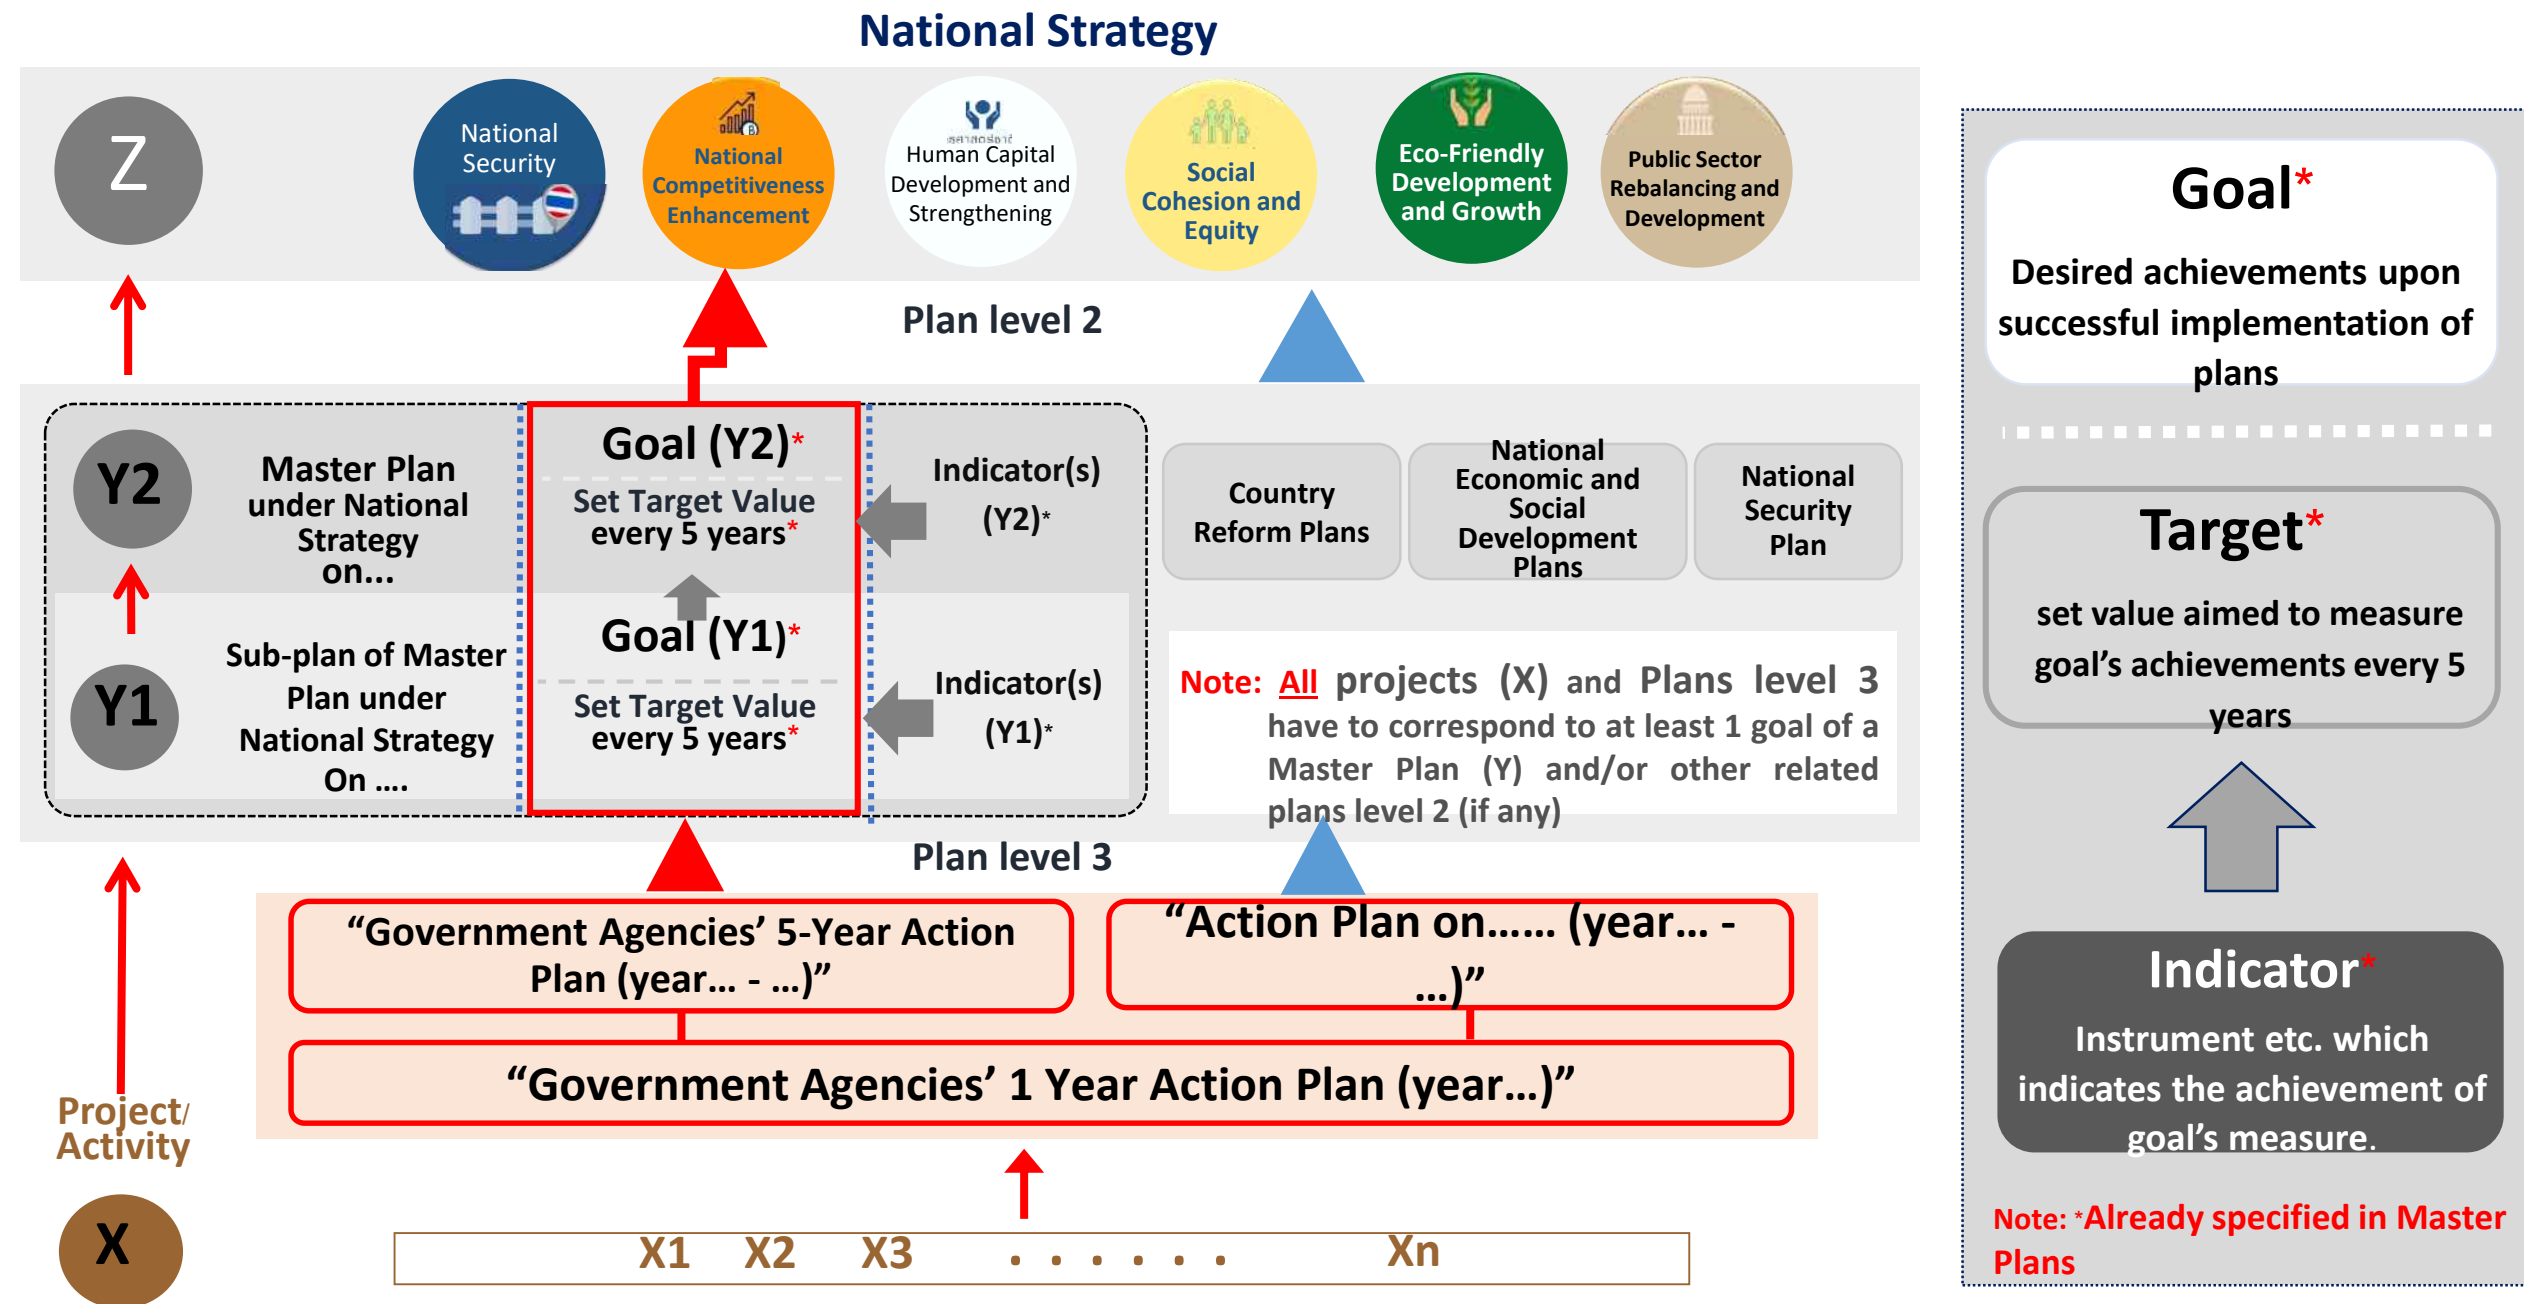 National Strategy
Z
National
Security
National
Competitiveness
Enhancement
Human Capital
Development and
Strengthening
Social
Cohesion and
Equity
Eco-Friendly
Development
and Growth
Public Sector
Rebalancing and
Development
Plan level 2
Y2
Master Plan
under National
Strategy
on...
Goal (Y2)*
Set Target Value
every 5 years*
Indicator(s)
(Y2)*
Y1
Sub-plan of Master
Plan under
National Strategy
On ....
Goal (Y1)*
Set Target Value
every 5 years*
Indicator(s)
(Y1)*
Country
Reform Plans
National
Economic and
Social
Development
Plans
National
Security
Plan
Note: All projects (X) and Plans level 3
have to correspond to at least 1 goal of a
Master Plan (Y) and/or other related
plans level 2 (if any)
Plan level 3
“Government Agencies’ 5-Year Action
Plan (year... - ...)”
“Action Plan on...... (year... -
...)”
“Government Agencies’ 1 Year Action Plan (year...)”
Project/
Activity
X
X1 X2 X3 . . . . . . Xn
Goal*
Desired achievements upon
successful implementation of
plans
Target*
set value aimed to measure
goal’s achievements every 5
years
Indicator*
Instrument etc. which
indicates the achievement of
goal’s measure.
Note: *Already specified in Master
Plans